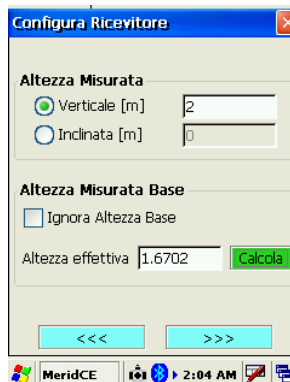 Configura Ricevitore
Altezza Misurata
Verticale [m] 2
Inclinata [m] 0
Altezza Misurata Base
Ignora Altezza Base
Altezza effettiva 1.6702 Calcola
<<< >>>
MeridCE 2:04 AM